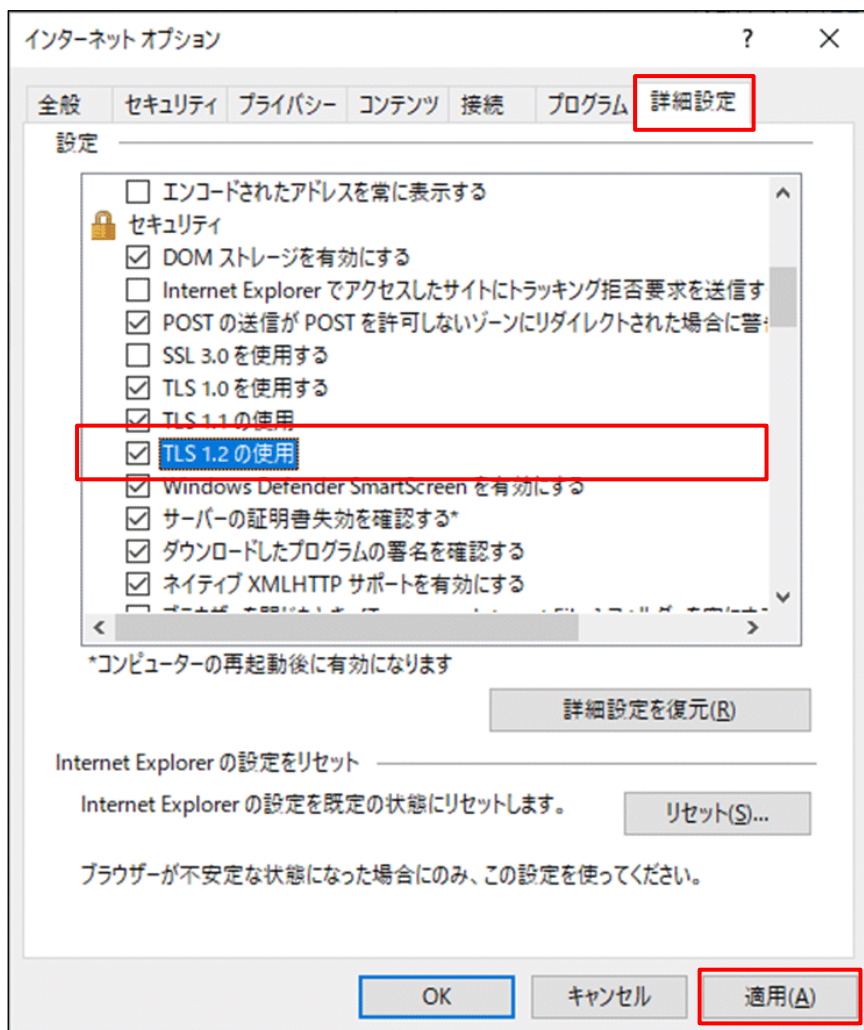 インターネット オプション
?
全般
セキュリティ
プライバシー
コンテンツ
接続
プログラム
詳細設定
設定
エンコードされたアドレスを常に表示する
セキュリティ
DOM ストレージを有効にする
Internet Explorer でアクセスしたサイトにトラッキング拒否要求を送信す
POST の送信が POST を許可しないゾーンにリダイレクトされた場合に警
SSL 3.0 を使用する
TLS 1.0 を使用する
TLS 1.1 の使用
TLS 1.2 の使用
Windows Defender SmartScreen を有効にする
サーバーの証明書失効を確認する*
ダウンロードしたプログラムの署名を確認する
ネイティブ XMLHTTP サポートを有効にする
*コンピューターの再起動後に有効になります
詳細設定を復元(R)
Internet Explorer の設定をリセット
Internet Explorer の設定を既定の状態にリセットします。
リセット(S)...
ブラウザーが不安定な状態になった場合にのみ、この設定を使ってください。
OK
キャンセル
適用(A)